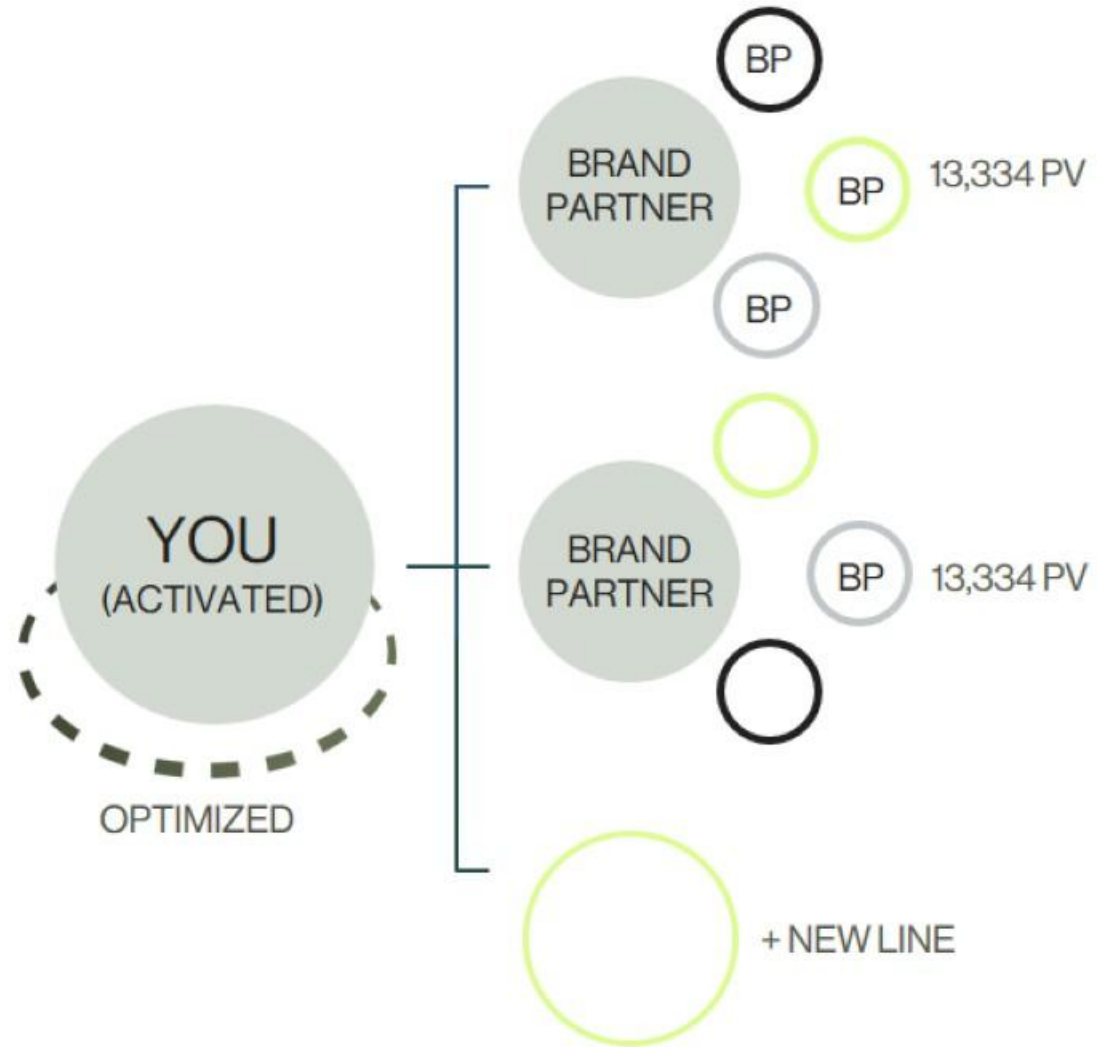 BP
BRAND
PARTNER
BP
13,334 PV
BP
YOU
(ACTIVATED)
OPTIMIZED
BRAND
PARTNER
BP
13,334 PV
+ NEW LINE